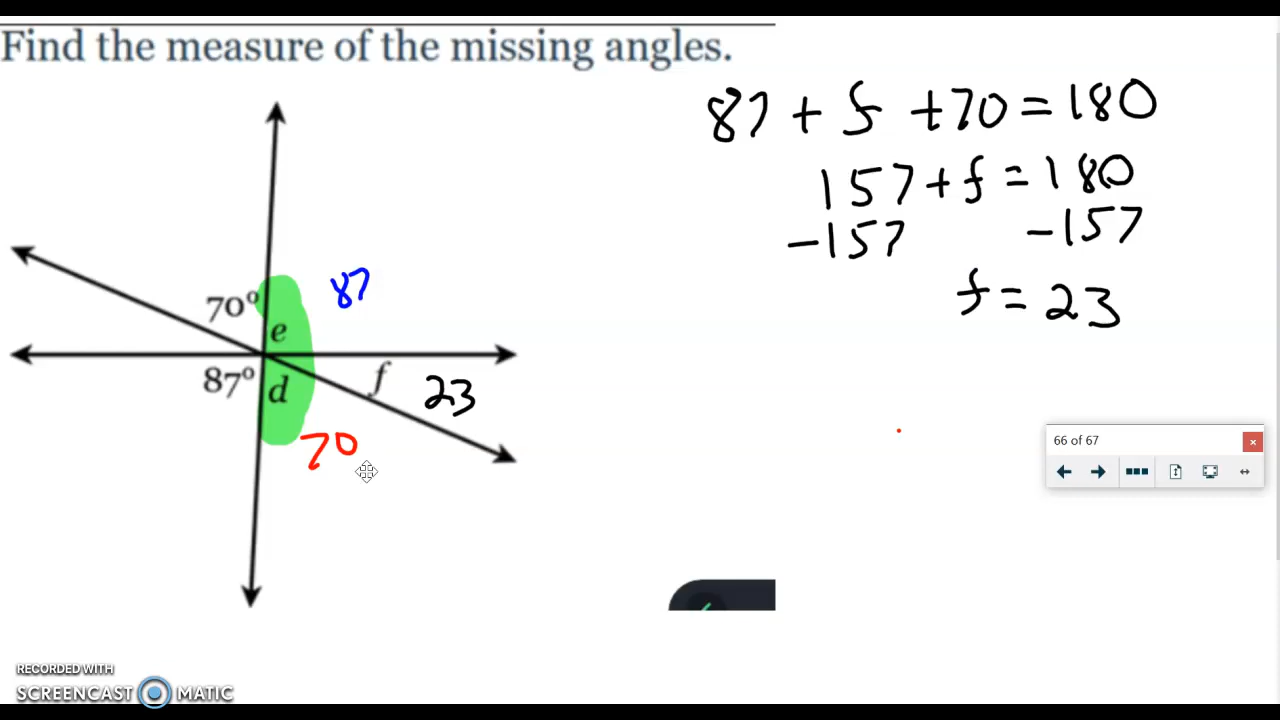 Find the measure of the missing angles.
87 + f + 70 = 180
157 + f = 180
-157 -157
f = 23
70° 87
e
87° d f 23
70
66 of 67
RECORDED WITH
SCREENCAST MATIC